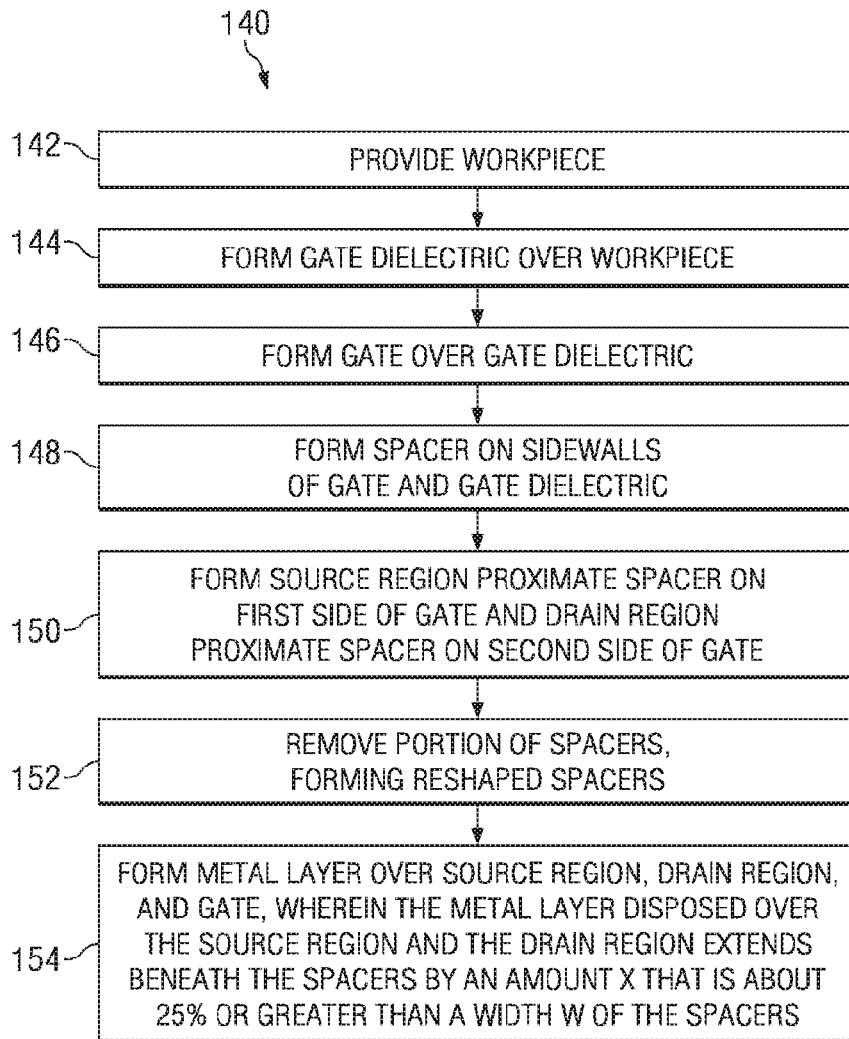 140
142
PROVIDE WORKPIECE
144
FORM GATE DIELECTRIC OVER WORKPIECE
146
FORM GATE OVER GATE DIELECTRIC
148
FORM SPACER ON SIDEWALLS
OF GATE AND GATE DIELECTRIC
150
FORM SOURCE REGION PROXIMATE SPACER ON
FIRST SIDE OF GATE AND DRAIN REGION
PROXIMATE SPACER ON SECOND SIDE OF GATE
152
REMOVE PORTION OF SPACERS,
FORMING RESHAPED SPACERS
154
FORM METAL LAYER OVER SOURCE REGION, DRAIN REGION,
AND GATE, WHEREIN THE METAL LAYER DISPOSED OVER
THE SOURCE REGION AND THE DRAIN REGION EXTENDS
BENEATH THE SPACERS BY AN AMOUNT X THAT IS ABOUT
25% OR GREATER THAN A WIDTH W OF THE SPACERS